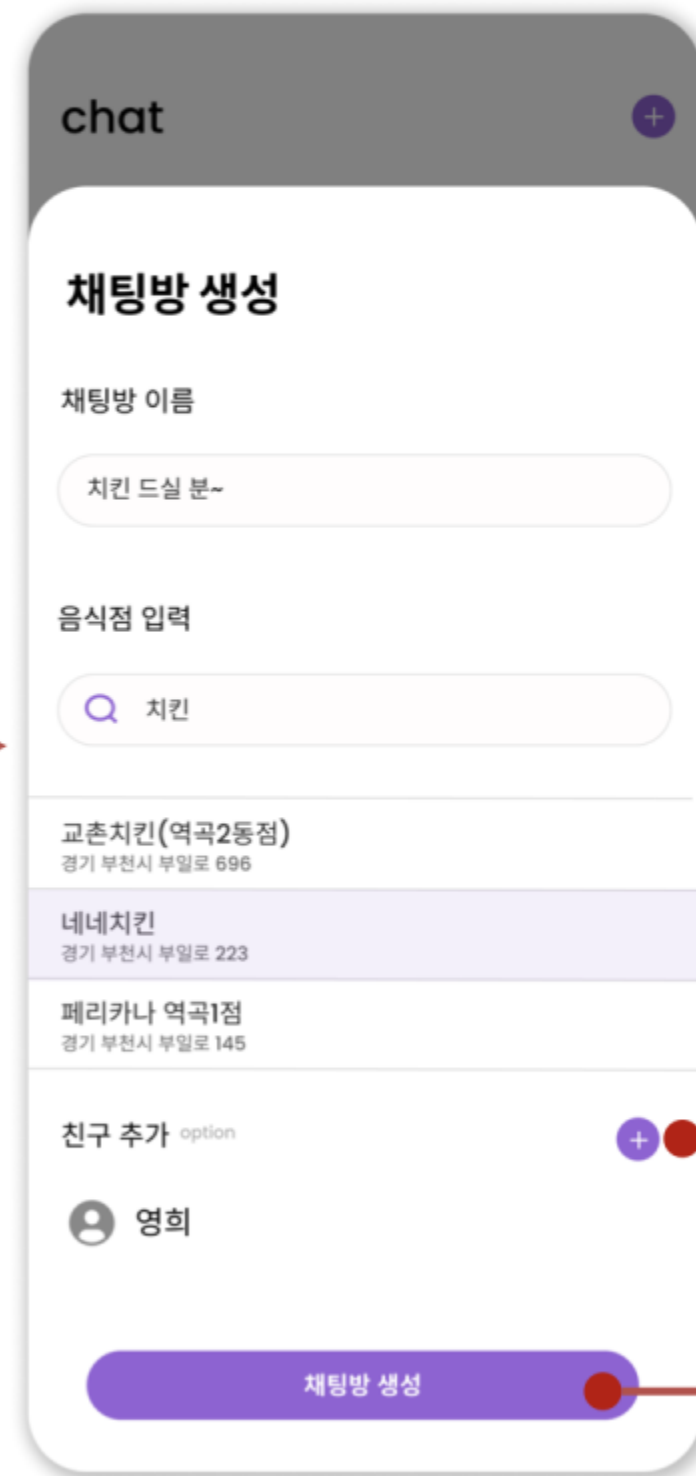 chat
채팅방 생성
채팅방 이름
치킨 드실 분~
음식점 입력
치킨
교촌치킨(역곡2동점)
경기 부천시 부일로 696
네네치킨
경기 부천시 부일로 223
페리카나 역곡1점
경기 부천시 부일로 145
친구 추가 option
영희
채팅방 생성